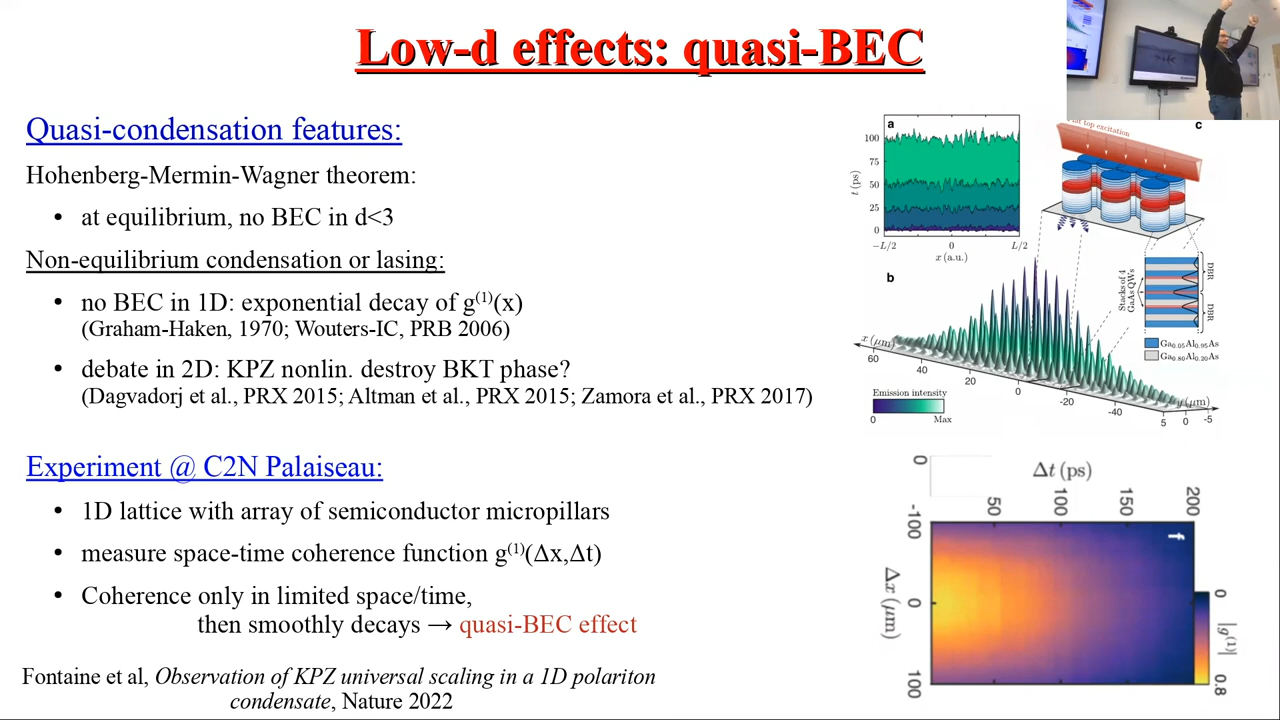 Low-d effects: quasi-BEC
Quasi-condensation features:
Hohenberg-Mermin-Wagner theorem:
• at equilibrium, no BEC in d<3
Non-equilibrium condensation or lasing:
• no BEC in 1D: exponential decay of g(1)(x)
(Graham-Haken, 1970; Wouters-IC, PRB 2006)
• debate in 2D: KPZ nonlin. destroy BKT phase?
(Dagvadorj et al., PRX 2015; Altman et al., PRX 2015; Zamora et al., PRX 2017)
Experiment @ C2N Palaiseau:
• 1D lattice with array of semiconductor micropillars
• measure space-time coherence function g(1)(Δx,Δt)
• Coherence only in limited space/time,
then smoothly decays → quasi-BEC effect
Fontaine et al, Observation of KPZ universal scaling in a 1D polariton
condensate, Nature 2022
a
t (ps)
100
75
50
25
0
−L/2 0 L/2
x (a.u.)
c
top excitation
Stacks of 4
GaAs QWs
DBR
DBR
Ga0.05Al0.95As
Ga0.80Al0.20As
b
x (μm)
60
40
20
0
-20
-40
y (μm)
5 0 -5
Emission intensity
0 Max
Δt (ps)
0
50
100
150
200
f
Δx (μm)
-100
0
100
|g(1)|
0
0.8